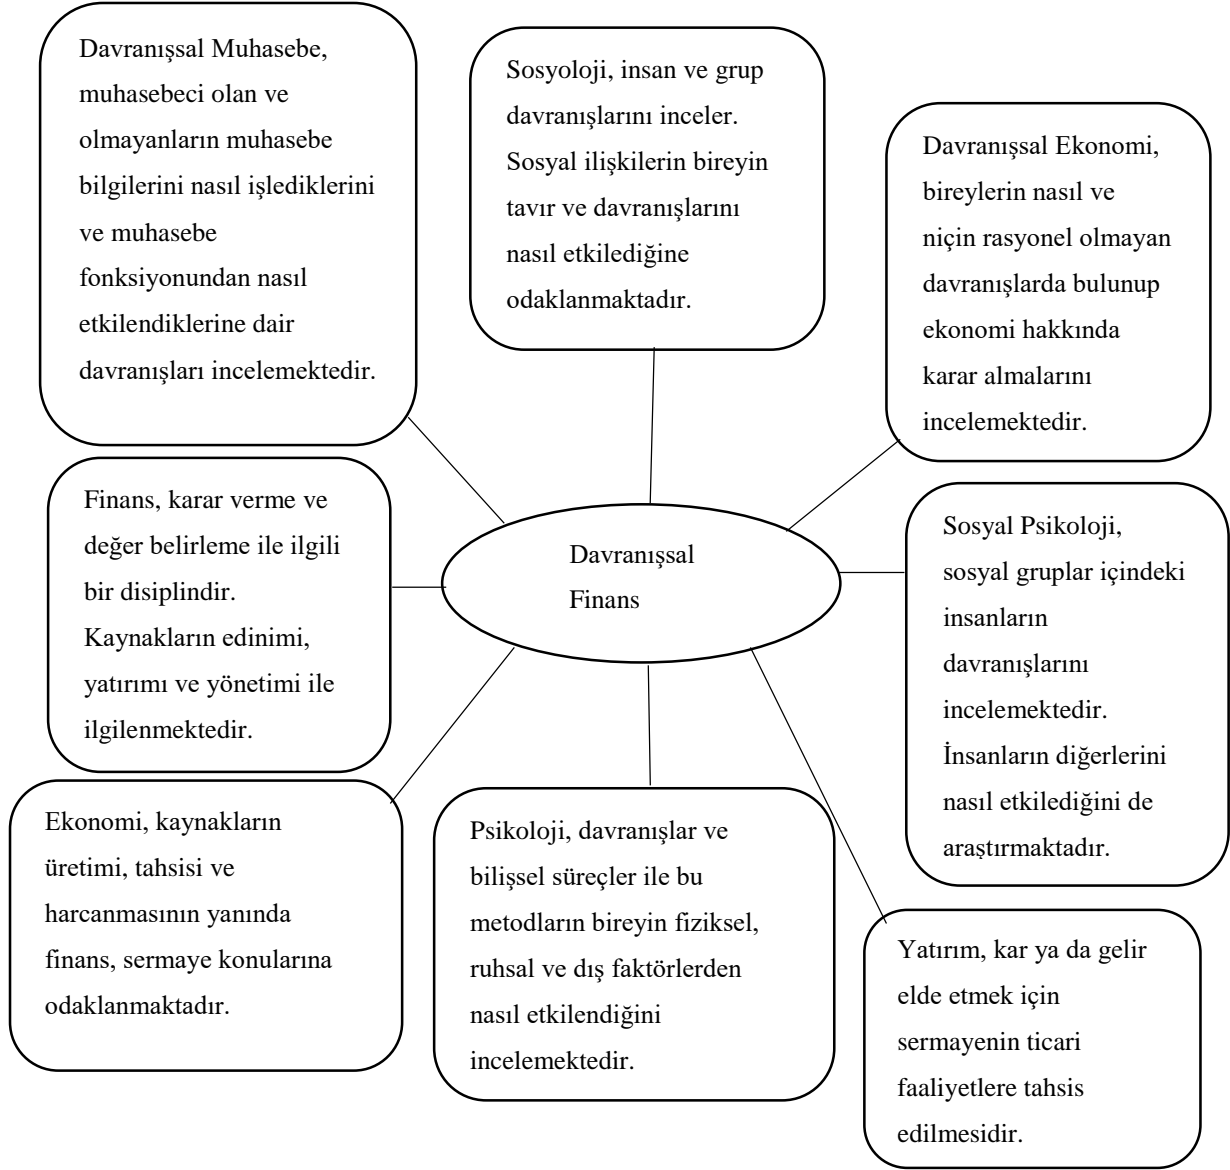 Davranışsal Muhasebe,
muhasebeci olan ve
olmayanların muhasebe
bilgilerini nasıl işlediklerini
ve muhasebe
fonksiyonundan nasıl
etkilendiklerine dair
davranışları incelemektedir.
Sosyoloji, insan ve grup
davranışlarını inceler.
Sosyal ilişkilerin bireyin
tavır ve davranışlarını
nasıl etkilediğine
odaklanmaktadır.
Davranışsal Ekonomi,
bireylerin nasıl ve
niçin rasyonel olmayan
davranışlarda bulunup
ekonomi hakkında
karar almalarını
incelemektedir.
Finans, karar verme ve
değer belirleme ile ilgili
bir disiplindir.
Kaynakların edinimi,
yatırımı ve yönetimi ile
ilgilenmektedir.
Davranışsal
Finans
Sosyal Psikoloji,
sosyal gruplar içindeki
insanların
davranışlarını
incelemektedir.
İnsanların diğerlerini
nasıl etkilediğini de
araştırmaktadır.
Ekonomi, kaynakların
üretimi, tahsisi ve
harcanmasının yanında
finans, sermaye konularına
odaklanmaktadır.
Psikoloji, davranışlar ve
bilişsel süreçler ile bu
metodların bireyin fiziksel,
ruhsal ve dış faktörlerden
nasıl etkilendiğini
incelemektedir.
Yatırım, kar ya da gelir
elde etmek için
sermayenin ticari
faaliyetlere tahsis
edilmesidir.